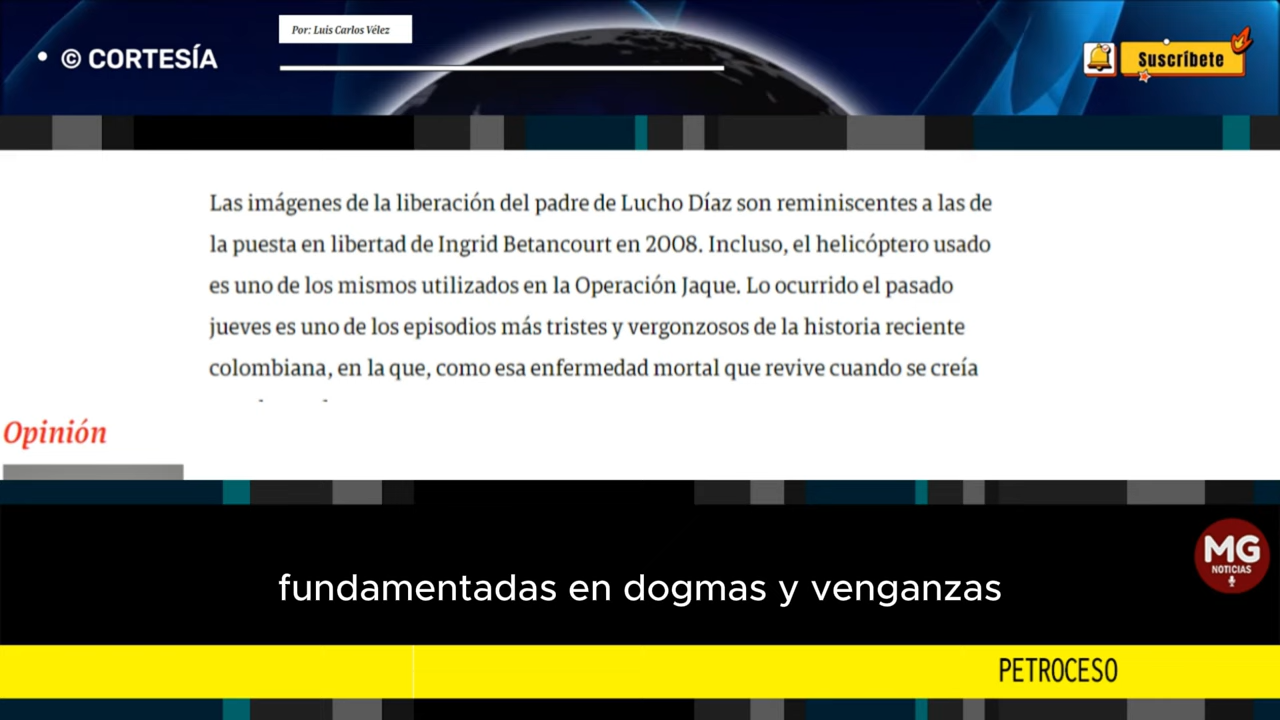 Por: Luis Carlos Vélez
© CORTESÍA
Suscríbete
Las imágenes de la liberación del padre de Lucho Díaz son reminiscentes a las de
la puesta en libertad de Ingrid Betancourt en 2008. Incluso, el helicóptero usado
es uno de los mismos utilizados en la Operación Jaque. Lo ocurrido el pasado
jueves es uno de los episodios más tristes y vergonzosos de la historia reciente
colombiana, en la que, como esa enfermedad mortal que revive cuando se creía
Opinión
MG
NOTICIAS
fundamentadas en dogmas y venganzas
PETROCESO